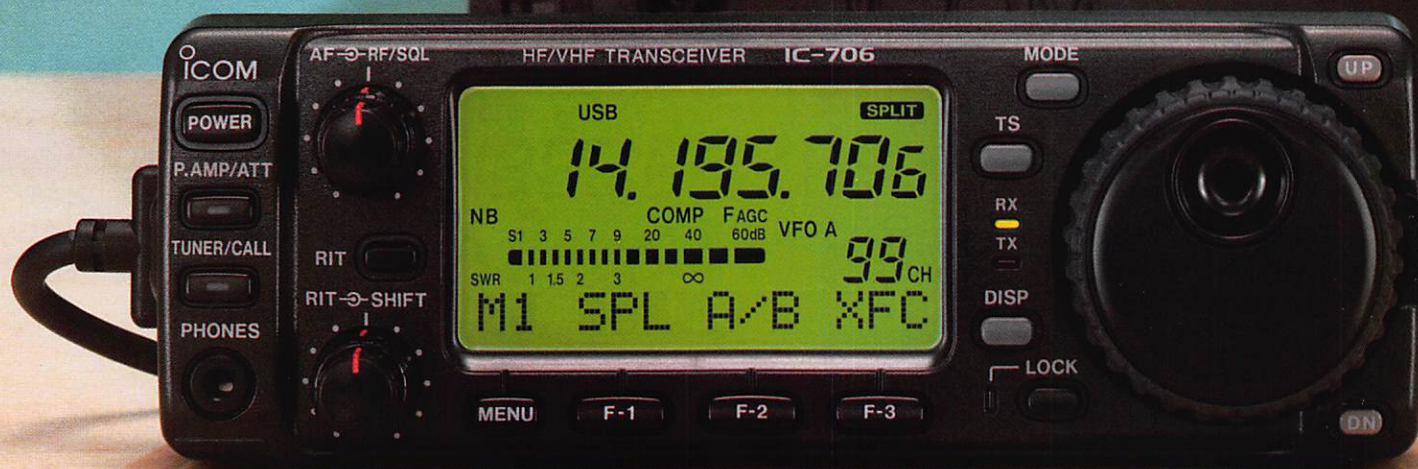 ICOM
POWER
P.AMP/ATT
TUNER/CALL
PHONES
AF RF/SQL
RIT
RIT SHIFT
HF/VHF TRANSCEIVER IC-706
USB SPLIT
14.195.706
NB COMP FAGC
VFO A
S1 3 5 7 9 20 40 60dB
99CH
SWR 1 1.5 2 3 ∞
M1 SPL A/B XFC
MENU F-1 F-2 F-3
MODE
TS
RX
TX
DISP
LOCK
UP
DN